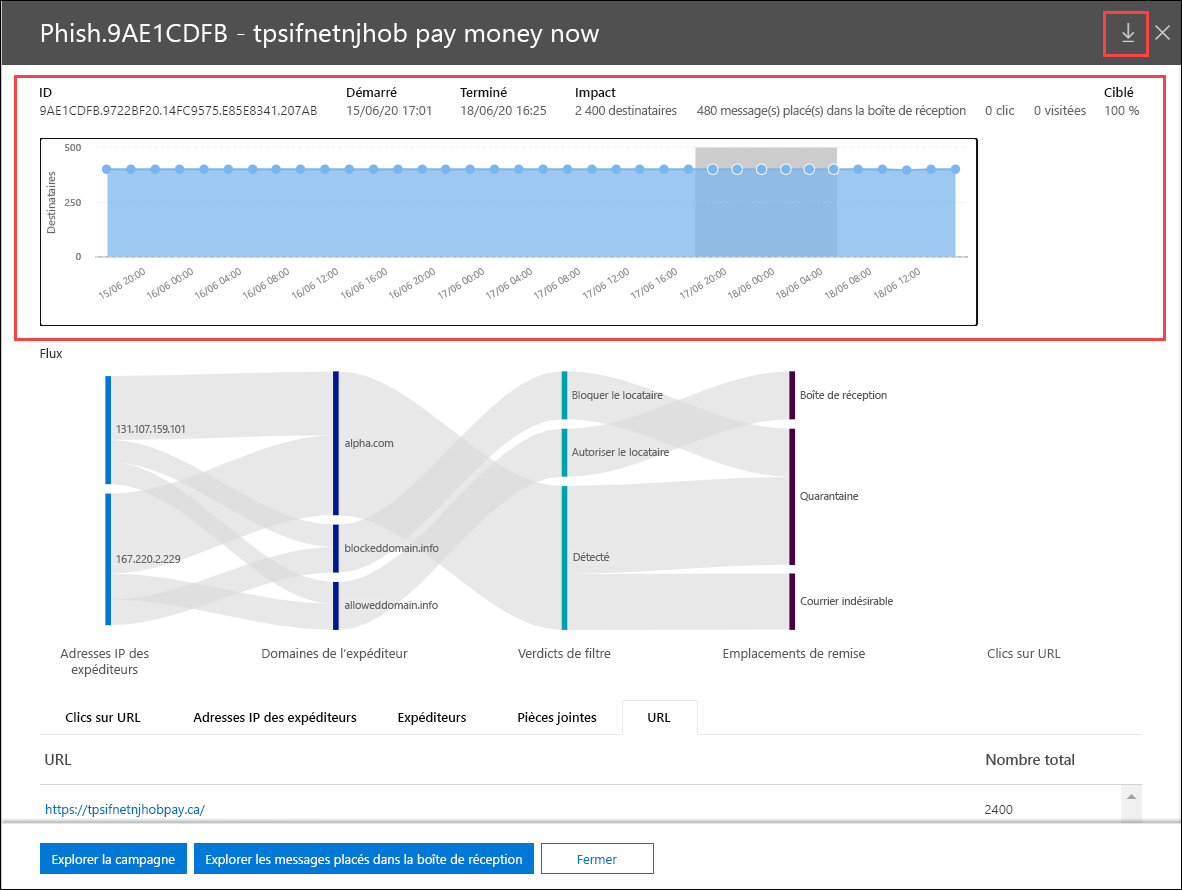 Phish.9AE1CDFB - tpsifnetnjhob pay money now
ID Démarré Terminé Impact Ciblé
9AE1CDFB.9722BF20.14FC9575.E85E8341.207AB 15/06/20 17:01 18/06/20 16:25 2 400 destinataires 480 message(s) placé(s) dans la boîte de réception 0 clic 0 visitées 100 %
500
Destinataires
250
0
15/06 20:00 16/06 00:00 16/06 04:00 16/06 08:00 16/06 12:00 16/06 16:00 16/06 20:00 17/06 00:00 17/06 04:00 17/06 08:00 17/06 12:00 17/06 16:00 17/06 20:00 18/06 00:00 18/06 04:00 18/06 08:00 18/06 12:00
Flux
Bloquer le locataire Boîte de réception
131.107.159.101
alpha.com Autoriser le locataire
Quarantaine
blockeddomain.info
167.220.2.229 Détecté
alloweddomain.info Courrier indésirable
Adresses IP des expéditeurs Domaines de l'expéditeur Verdicts de filtre Emplacements de remise Clics sur URL
Clics sur URL Adresses IP des expéditeurs Expéditeurs Pièces jointes URL
URL Nombre total
https://tpsifnetnjhobpay.ca/ 2400
Explorer la campagne Explorer les messages placés dans la boîte de réception Fermer